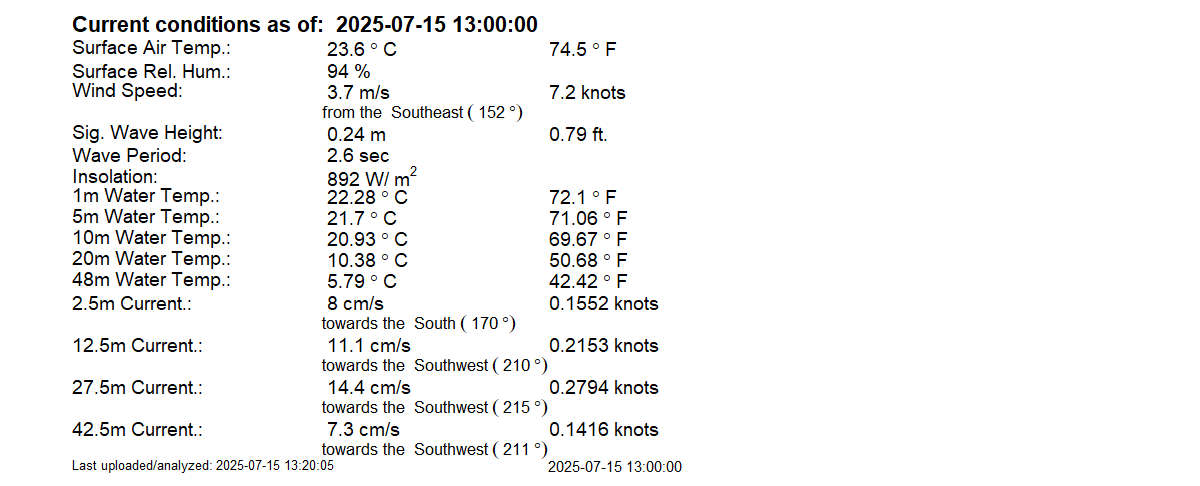 Current conditions as of: 2025-07-15 13:00:00
Surface Air Temp.: 23.6 ° C 74.5 ° F
Surface Rel. Hum.: 94 %
Wind Speed: 3.7 m/s 7.2 knots
from the Southeast ( 152 °)
Sig. Wave Height: 0.24 m 0.79 ft.
Wave Period: 2.6 sec
Insolation: 892 W/ m²
1m Water Temp.: 22.28 ° C 72.1 ° F
5m Water Temp.: 21.7 ° C 71.06 ° F
10m Water Temp.: 20.93 ° C 69.67 ° F
20m Water Temp.: 10.38 ° C 50.68 ° F
48m Water Temp.: 5.79 ° C 42.42 ° F
2.5m Current.: 8 cm/s 0.1552 knots
towards the South ( 170 °)
12.5m Current.: 11.1 cm/s 0.2153 knots
towards the Southwest ( 210 °)
27.5m Current.: 14.4 cm/s 0.2794 knots
towards the Southwest ( 215 °)
42.5m Current.: 7.3 cm/s 0.1416 knots
towards the Southwest ( 211 °)
Last uploaded/analyzed: 2025-07-15 13:20:05 2025-07-15 13:00:00